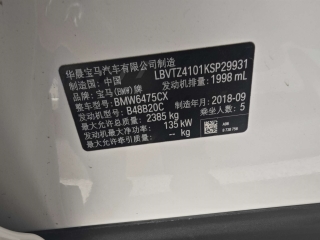 华晨宝马汽车有限公司制造
制造国：中国 LBVTZ4101KSP29931
品牌：宝马(BMW) 发动机排量：1998 mL
整车型号：BMW6475CX
发动机型号：B48B20C
最大允许总质量：2385 kg 制造年月：2018-09
发动机最大净功率：135 kW 乘坐人数：5
最大允许牵引质量：-- kg